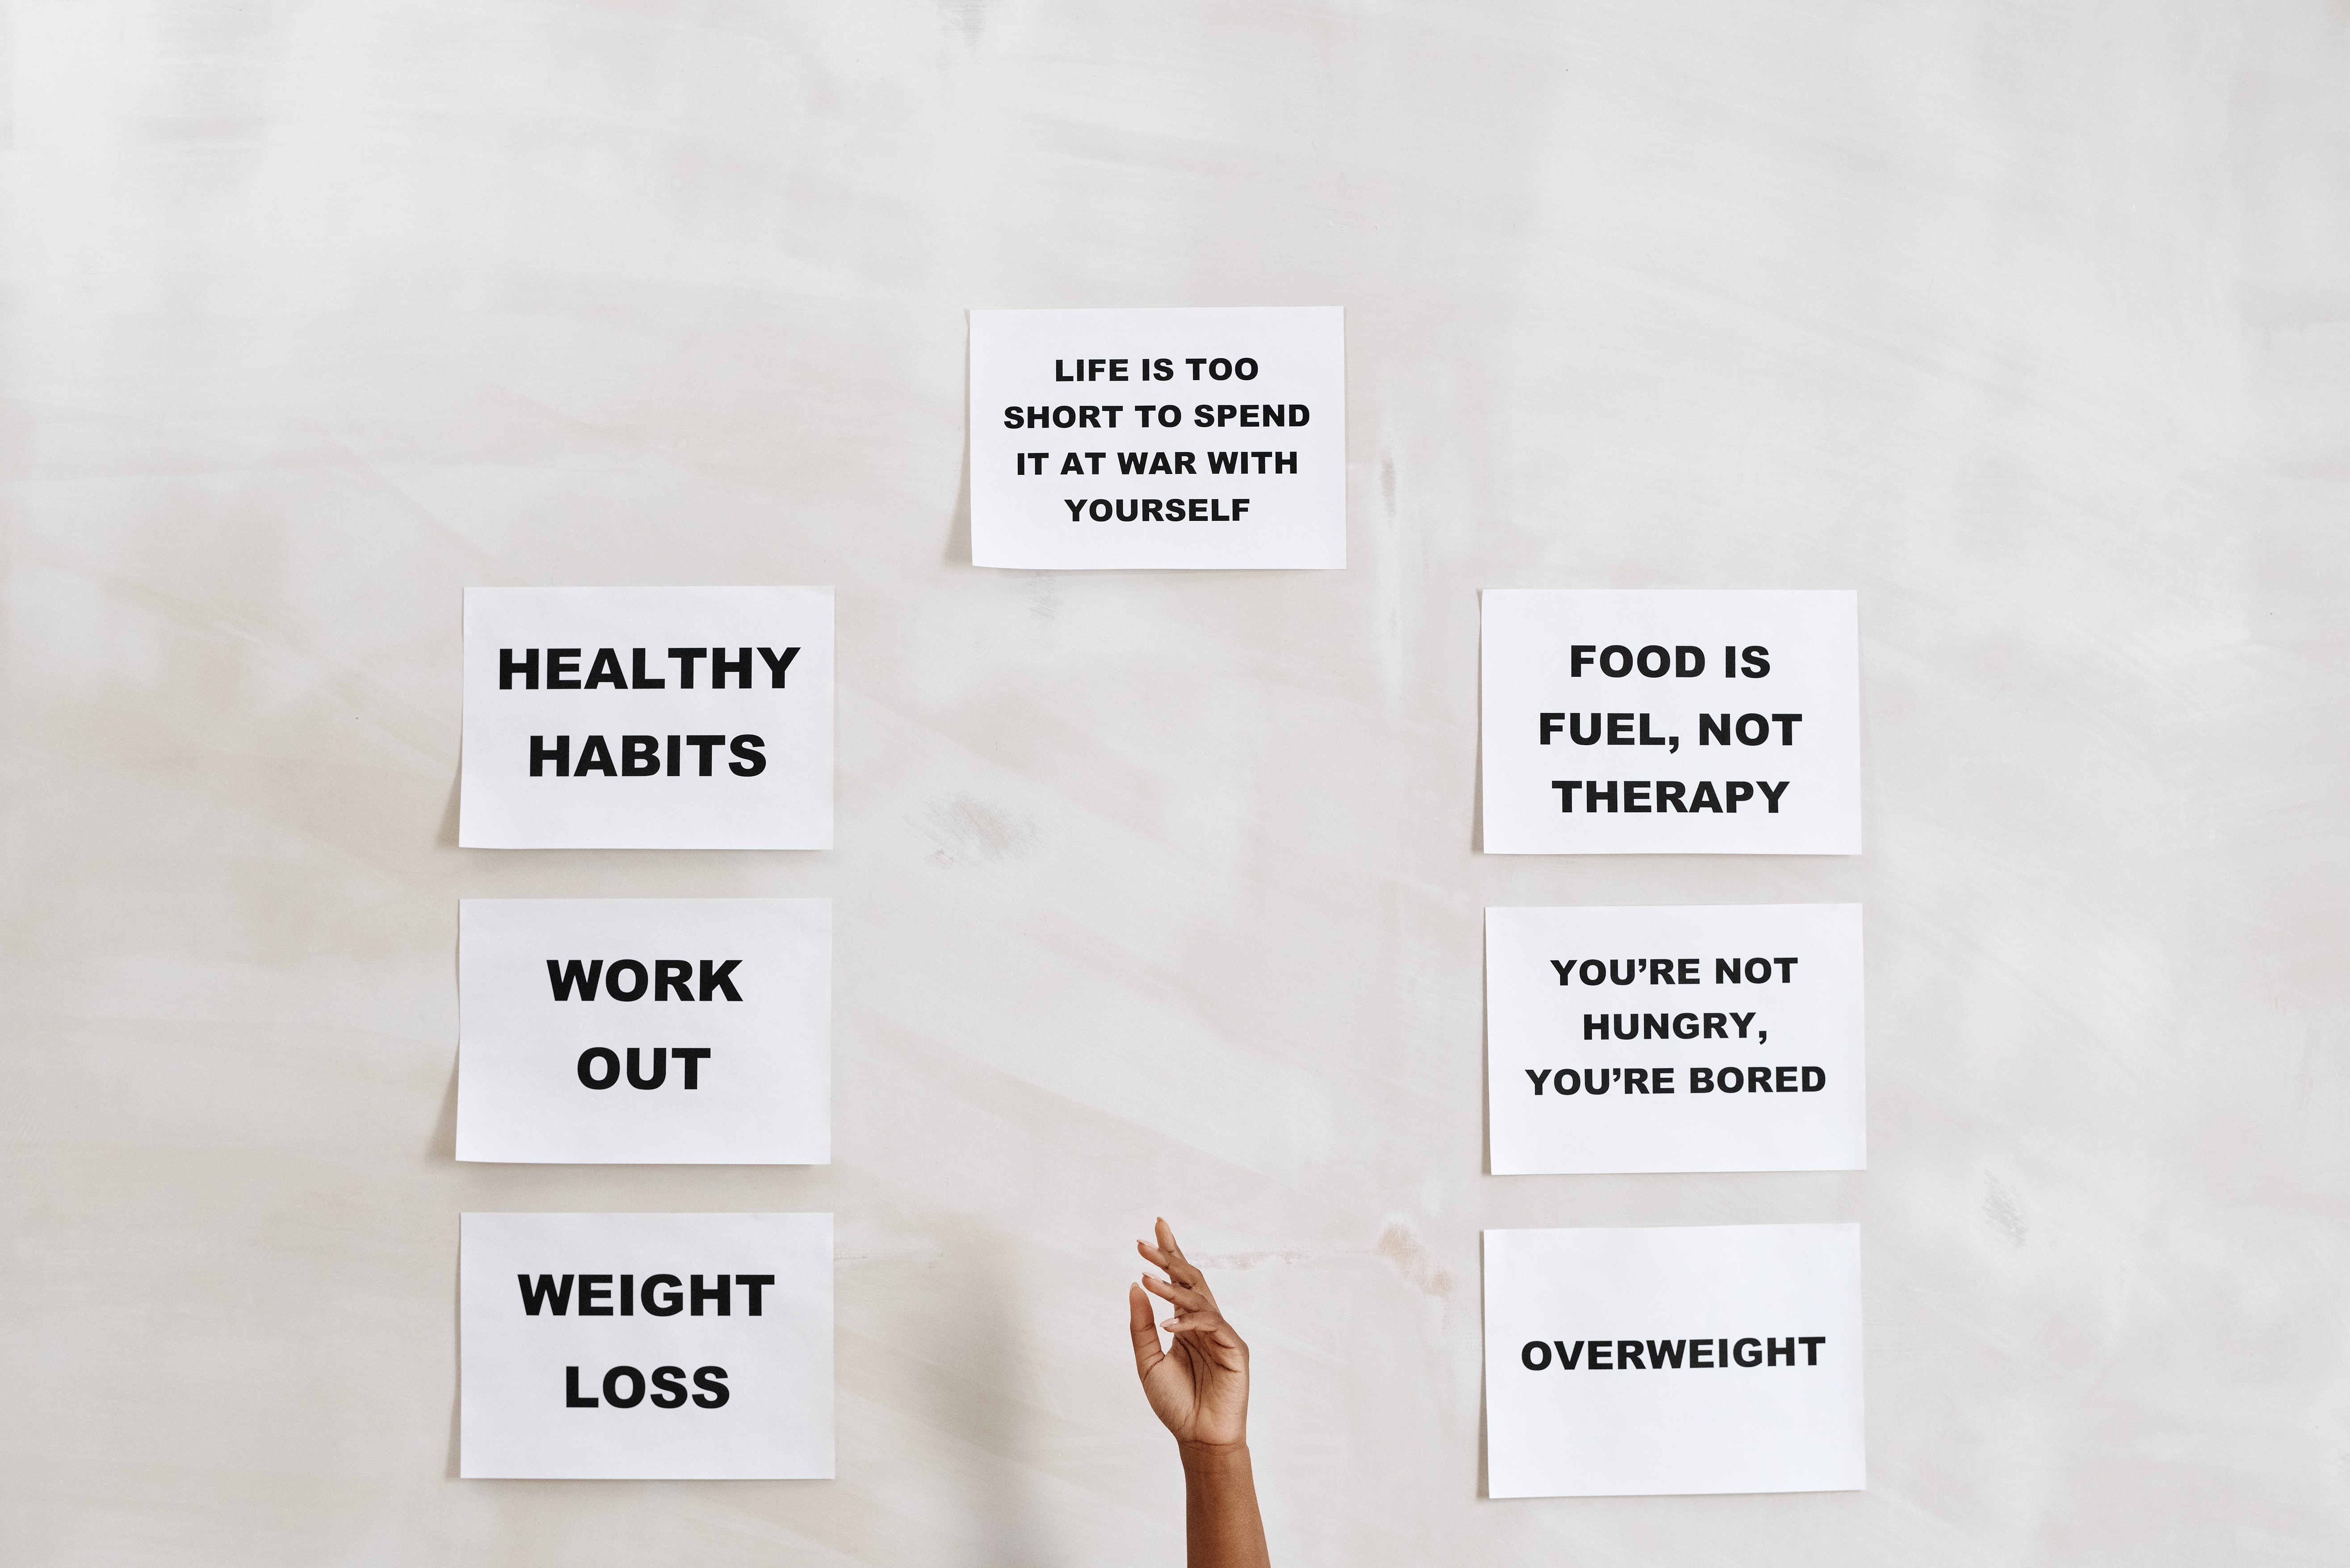 LIFE IS TOO
SHORT TO SPEND
IT AT WAR WITH
YOURSELF
HEALTHY
HABITS
WORK
OUT
WEIGHT
LOSS
FOOD IS
FUEL, NOT
THERAPY
YOU’RE NOT
HUNGRY,
YOU’RE BORED
OVERWEIGHT